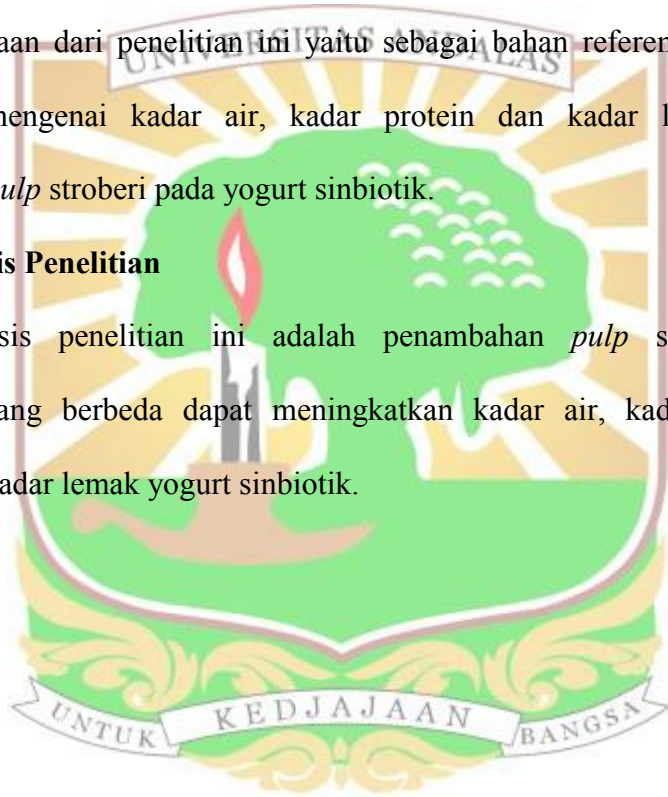 UNIVERSITAS ANDALAS
aan dari penelitian ini yaitu sebagai bahan referen
mengenai kadar air, kadar protein dan kadar l
ulp stroberi pada yogurt sinbiotik.
is Penelitian
sis penelitian ini adalah penambahan pulp s
ang berbeda dapat meningkatkan kadar air, kad
adar lemak yogurt sinbiotik.
UNTUK KEDJAJAAN BANGSA